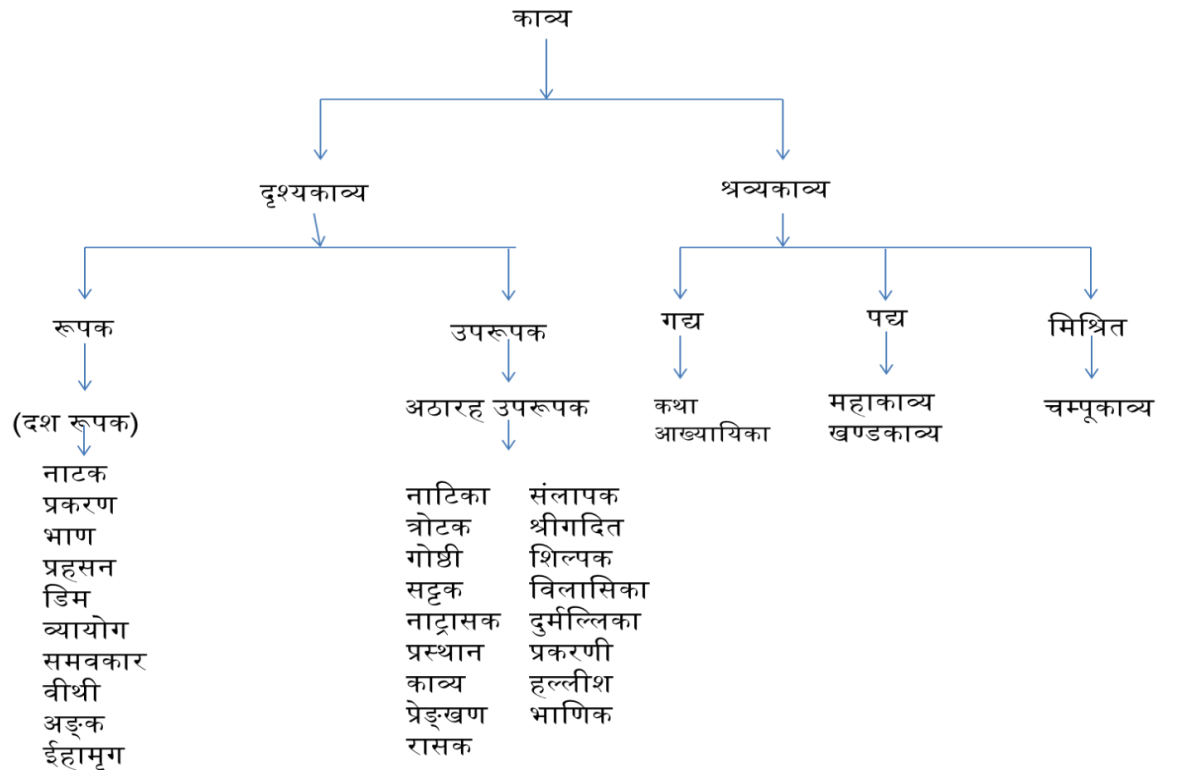 काव्य
दृश्यकाव्य
श्रव्यकाव्य
रूपक
उपरूपक
गद्य
पद्य
मिश्रित
(दश रूपक)
अठारह उपरूपक
कथा
आख्यायिका
महाकाव्य
खण्डकाव्य
चम्पूकाव्य
नाटक
प्रकरण
भाण
प्रहसन
डिम
व्यायोग
समवकार
वीथी
अङ्क
ईहामृग
नाटिका
त्रोटक
गोष्ठी
सट्टक
नाट्रासक
प्रस्थान
काव्य
प्रेङ्खण
रासक
संलापक
श्रीगदित
शिल्पक
विलासिका
दुर्मल्लिका
प्रकरणी
हल्लीश
भाणिक